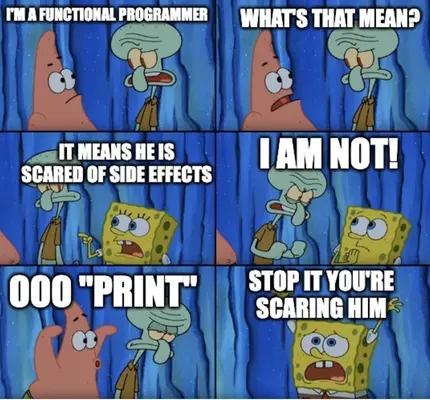 I'M A FUNCTIONAL PROGRAMMER
WHAT'S THAT MEAN?
IT MEANS HE IS
SCARED OF SIDE EFFECTS
I AM NOT!
OOO "PRINT"
STOP IT YOU'RE
SCARING HIM